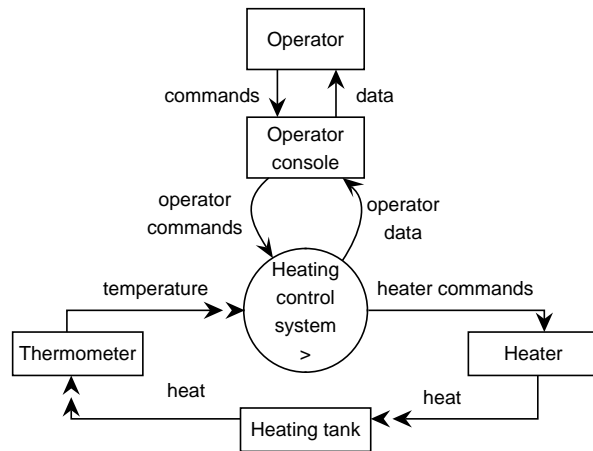 Operator
commands
data
Operator
console
operator
commands
operator
data
Heating
control
system
>
temperature
heater commands
Thermometer
Heater
heat
heat
Heating tank